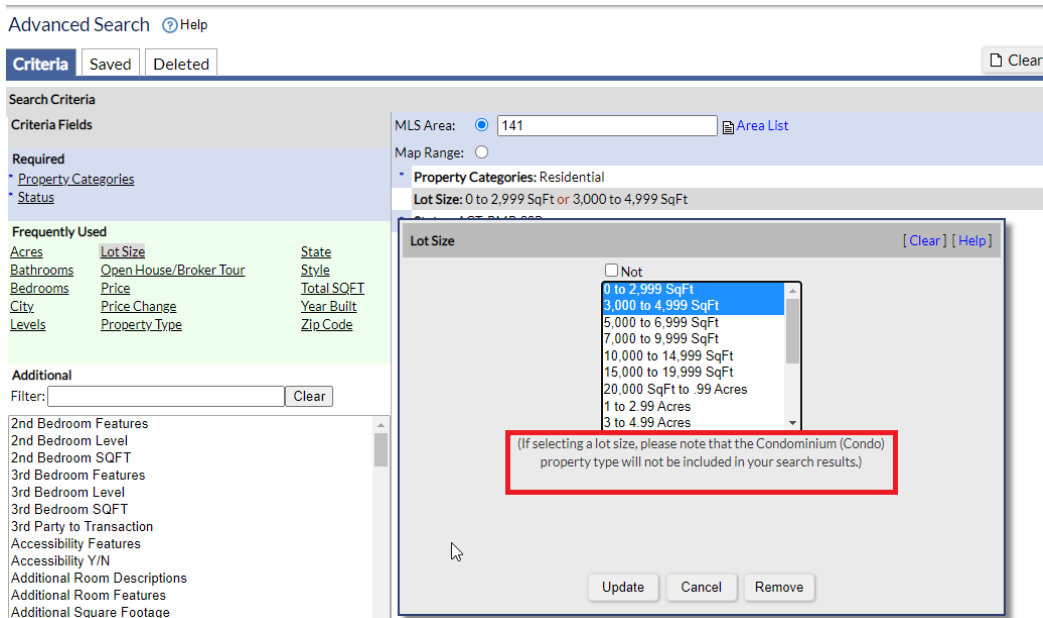 Advanced Search ? Help
Criteria Saved Deleted
Clear
Search Criteria
Criteria Fields
MLS Area: 141 Area List
Map Range:
Required
* Property Categories
* Status
* Property Categories: Residential
Lot Size: 0 to 2,999 SqFt or 3,000 to 4,999 SqFt
Frequently Used
Acres Lot Size State
Bathrooms Open House/Broker Tour Style
Bedrooms Price Total SQFT
City Price Change Year Built
Levels Property Type Zip Code
Additional
Filter: Clear
2nd Bedroom Features
2nd Bedroom Level
2nd Bedroom SQFT
3rd Bedroom Features
3rd Bedroom Level
3rd Bedroom SQFT
3rd Party to Transaction
Accessibility Features
Accessibility Y/N
Additional Room Descriptions
Additional Room Features
Additional Square Footage
Lot Size [ Clear ] [ Help ]
Not
0 to 2,999 SqFt
3,000 to 4,999 SqFt
5,000 to 6,999 SqFt
7,000 to 9,999 SqFt
10,000 to 14,999 SqFt
15,000 to 19,999 SqFt
20,000 SqFt to .99 Acres
1 to 2.99 Acres
3 to 4.99 Acres
(If selecting a lot size, please note that the Condominium (Condo)
property type will not be included in your search results.)
Update Cancel Remove